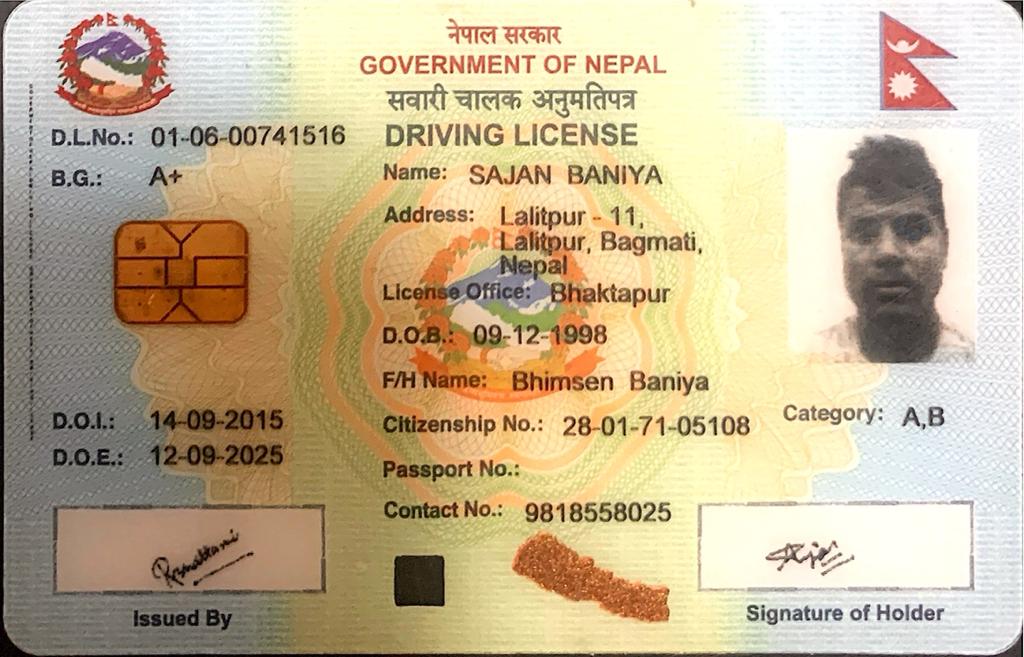 नेपाल सरकार
GOVERNMENT OF NEPAL
सवारी चालक अनुमतिपत्र
DRIVING LICENSE
D.L.No.: 01-06-00741516
B.G.: A+
Name: SAJAN BANIYA
Address: Lalitpur - 11,
Lalitpur, Bagmati,
Nepal
License Office: Bhaktapur
D.O.B.: 09-12-1998
F/H Name: Bhimsen Baniya
D.O.I.: 14-09-2015
Citizenship No.: 28-01-71-05108
Category: A,B
D.O.E.: 12-09-2025
Passport No.:
Contact No.: 9818558025
Issued By
Signature of Holder